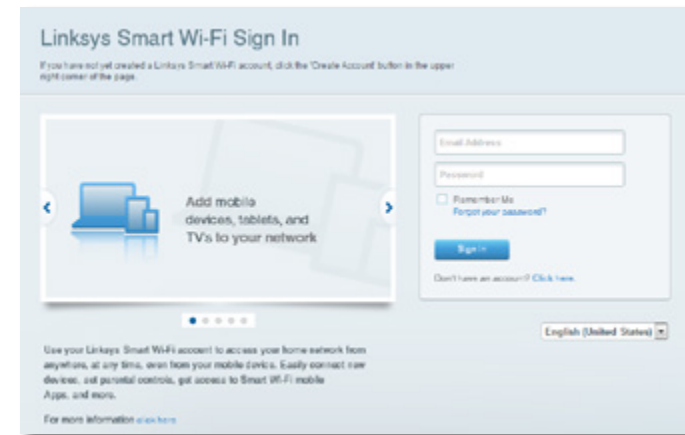 Linksys Smart Wi-Fi Sign In
If you have not yet created a Linksys Smart Wi-Fi account, click the 'Create Account' button in the upper
right corner of the page.
Add mobile
devices, tablets, and
TV's to your network
Email Address
Password
Remember Me
Forgot your password?
Sign in
Don't have an account? Click here.
English (United States)
Use your Linksys Smart Wi-Fi account to access your home network from
anywhere, at any time, even from your mobile device. Easily connect new
devices, set parental controls, get access to Smart Wi-Fi mobile
Apps, and more.
For more information click here